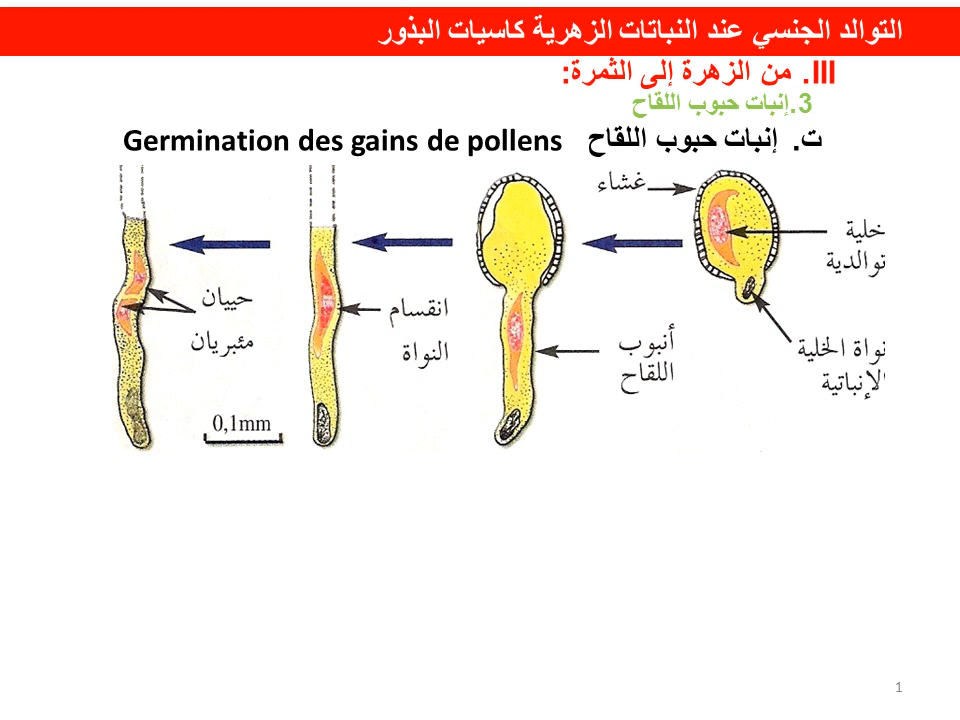 التوالد الجنسي عند النباتات الزهرية كاسيات البذور
III. من الزهرة إلى الثمرة:
3.إنبات حبوب اللقاح
ت. إنبات حبوب اللقاح Germination des gains de pollens
غشاء
خلية
توالدية
نواة الخلية
الإنباتية
أنبوب
اللقاح
انقسام
النواة
حييان
مئبريان
0,1mm
1